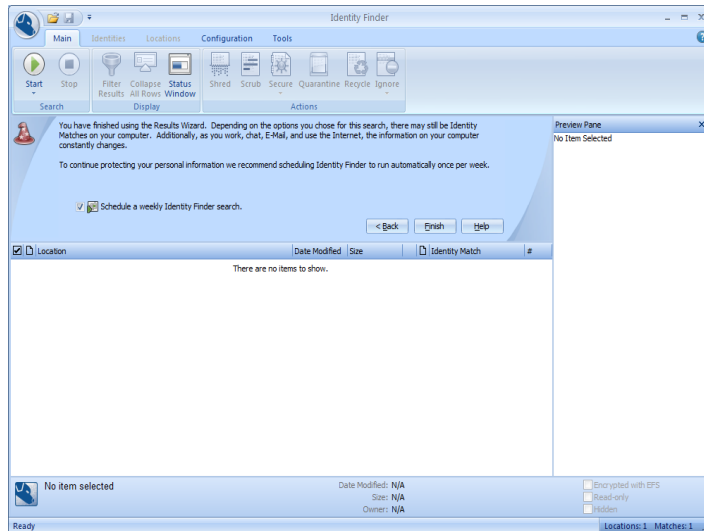 Identity Finder
Main Identities Locations Configuration Tools
Start Stop Filter Results Collapse All Rows Status Window Shred Scrub Secure Quarantine Recycle Ignore
Search Display Actions
You have finished using the Results Wizard. Depending on the options you chose for this search, there may still be Identity
Matches on your computer. Additionally, as you work, chat, E-Mail, and use the Internet, the information on your computer
constantly changes.
To continue protecting your personal information we recommend scheduling Identity Finder to run automatically once per week.
Schedule a weekly Identity Finder search.
< Back Finish Help
Preview Pane
No Item Selected
Location Date Modified Size Identity Match #
There are no items to show.
No item selected
Date Modified: N/A
Size: N/A
Owner: N/A
Encrypted with EFS
Read-only
Hidden
Ready Locations: 1 Matches: 1